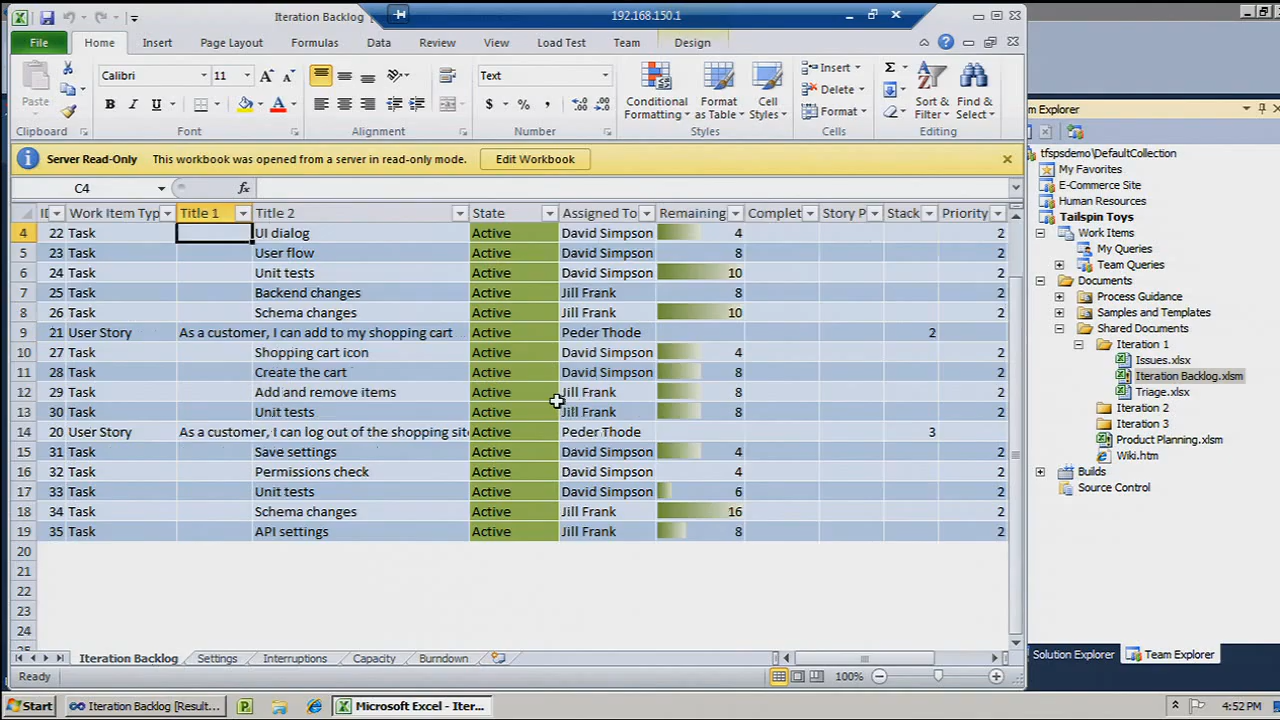 Iteration Backlog [
192.168.150.1
File Home Insert Page Layout Formulas Data Review View Load Test Team Design
Calibri 11 Text
Paste
B I U
$ % ,
Conditional Formatting
Format as Table
Cell Styles
Insert
Delete
Format
Sort & Filter
Find & Select
Clipboard Font Alignment Number Styles Cells Editing
Server Read-Only This workbook was opened from a server in read-only mode. Edit Workbook
C4 fx
ID Work Item Typ Title 1 Title 2 State Assigned To Remaining Complet Story P Stack Priority
4 22 Task UI dialog Active David Simpson 4 2
5 23 Task User flow Active David Simpson 8 2
6 24 Task Unit tests Active David Simpson 10 2
7 25 Task Backend changes Active Jill Frank 8 2
8 26 Task Schema changes Active Jill Frank 10 2
9 21 User Story As a customer, I can add to my shopping cart Active Peder Thode 2
10 27 Task Shopping cart icon Active David Simpson 4 2
11 28 Task Create the cart Active David Simpson 8 2
12 29 Task Add and remove items Active Jill Frank 8 2
13 30 Task Unit tests Active Jill Frank 8 2
14 20 User Story As a customer, I can log out of the shopping site Active Peder Thode 3
15 31 Task Save settings Active David Simpson 4 2
16 32 Task Permissions check Active David Simpson 4 2
17 33 Task Unit tests Active David Simpson 6 2
18 34 Task Schema changes Active Jill Frank 16 2
19 35 Task API settings Active Jill Frank 8 2
20
21
22
23
24
Iteration Backlog Settings Interruptions Capacity Burndown
Ready 100%
m Explorer
tfpsdemo\DefaultCollection
My Favorites
E-Commerce Site
Human Resources
Tailspin Toys
Work Items
My Queries
Team Queries
Documents
Process Guidance
Samples and Templates
Shared Documents
Iteration 1
Issues.xlsx
Iteration Backlog.xlsm
Triage.xlsx
Iteration 2
Iteration 3
Product Planning.xlsm
Wiki.htm
Builds
Source Control
Solution Explorer Team Explorer
Start Iteration Backlog [Result... Microsoft Excel - Iter... 4:52 PM